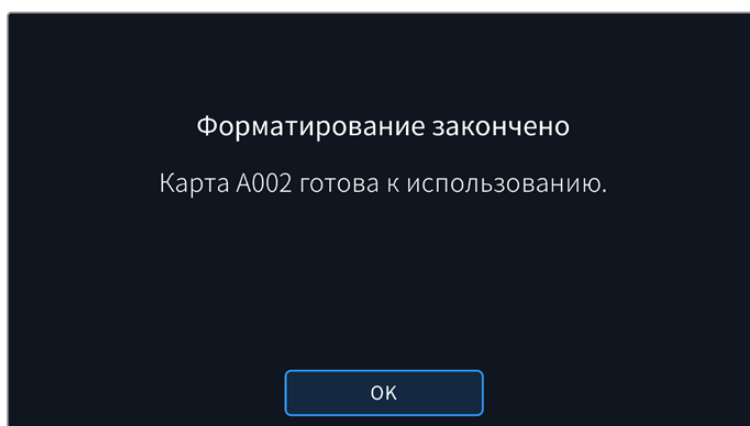 Форматирование закончено
Карта A002 готова к использованию.
OK